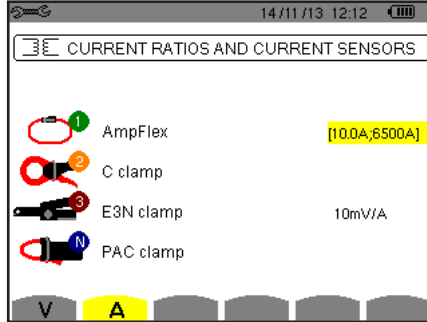 14/11/13 12:12
CURRENT RATIOS AND CURRENT SENSORS
1 AmpFlex [10.0A;6500A]
2 C clamp
3 E3N clamp 10mV/A
N PAC clamp
V A